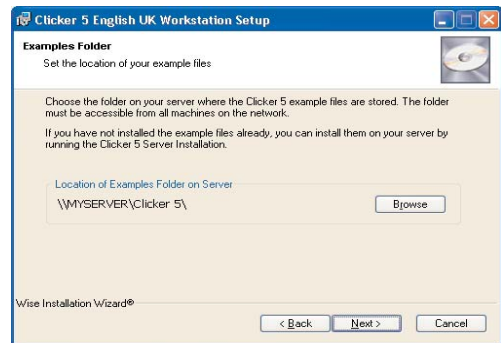 Clicker 5 English UK Workstation Setup
Examples Folder
Set the location of your example files
Choose the folder on your server where the Clicker 5 example files are stored. The folder
must be accessible from all machines on the network.
If you have not installed the example files already, you can install them on your server by
running the Clicker 5 Server Installation.
Location of Examples Folder on Server
\\MYSERVER\Clicker 5\
Browse
Wise Installation Wizard®
< Back
Next >
Cancel